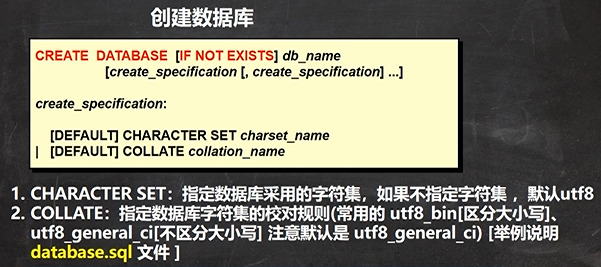 创建数据库
CREATE DATABASE [IF NOT EXISTS] db_name
[create_specification [, create_specification] ...]
create_specification:
[DEFAULT] CHARACTER SET charset_name
| [DEFAULT] COLLATE collation_name
1. CHARACTER SET：指定数据库采用的字符集，如果不指定字符集，默认utf8
2. COLLATE：指定数据库字符集的校对规则(常用的 utf8_bin[区分大小写]、
utf8_general_ci[不区分大小写] 注意默认是 utf8_general_ci) [举例说明
database.sql 文件 ]